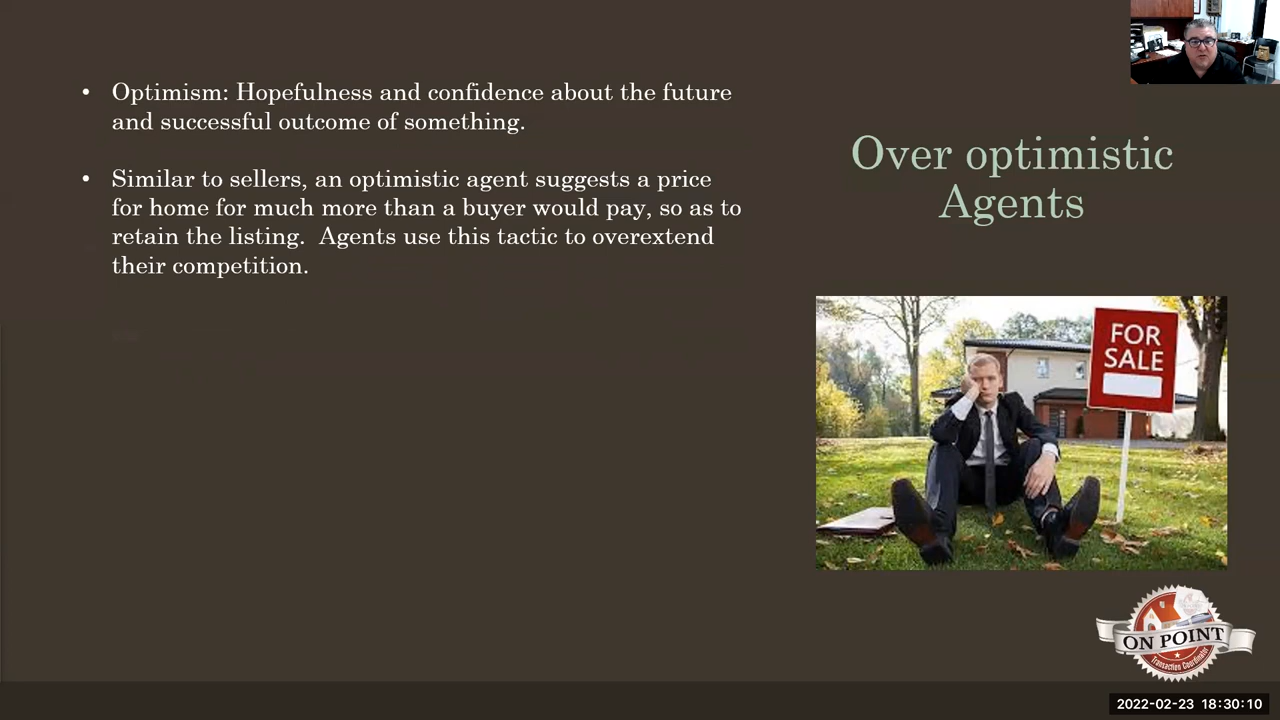 • Optimism: Hopefulness and confidence about the future
and successful outcome of something.
• Similar to sellers, an optimistic agent suggests a price
for home for much more than a buyer would pay, so as to
retain the listing.  Agents use this tactic to overextend
their competition.
Over optimistic
Agents
FOR
SALE
ON POINT
Transaction Coordinator
2022-02-23 18:30:10